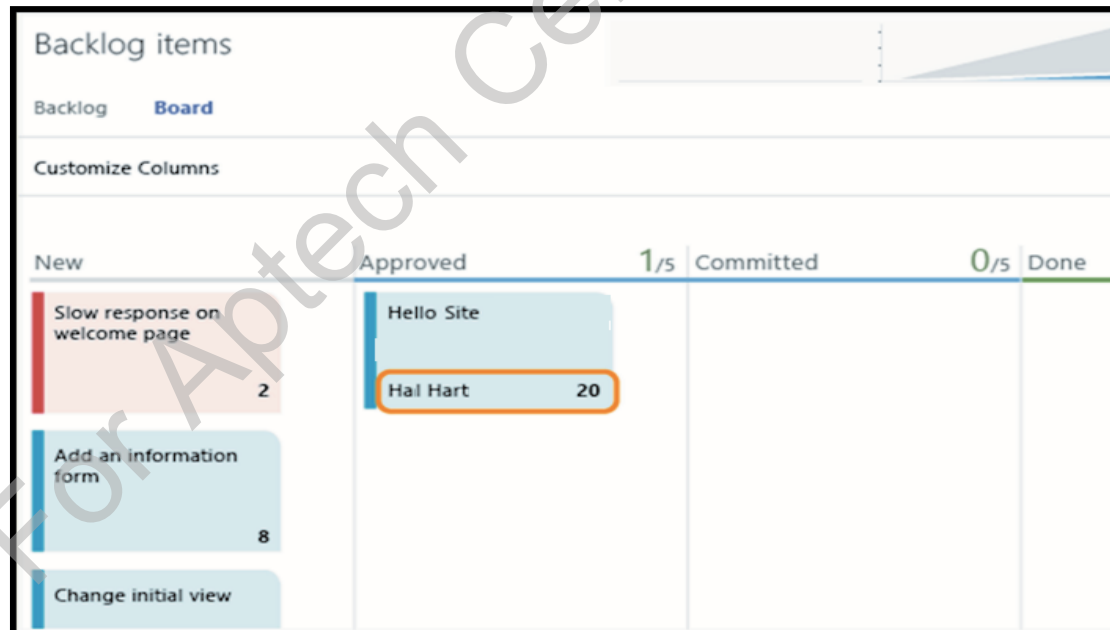 Backlog items
Backlog Board
Customize Columns
New Approved 1/5 Committed 0/5 Done
Slow response on
welcome page
2
Hello Site
Hal Hart 20
Add an information
form
8
Change initial view
For Aptech